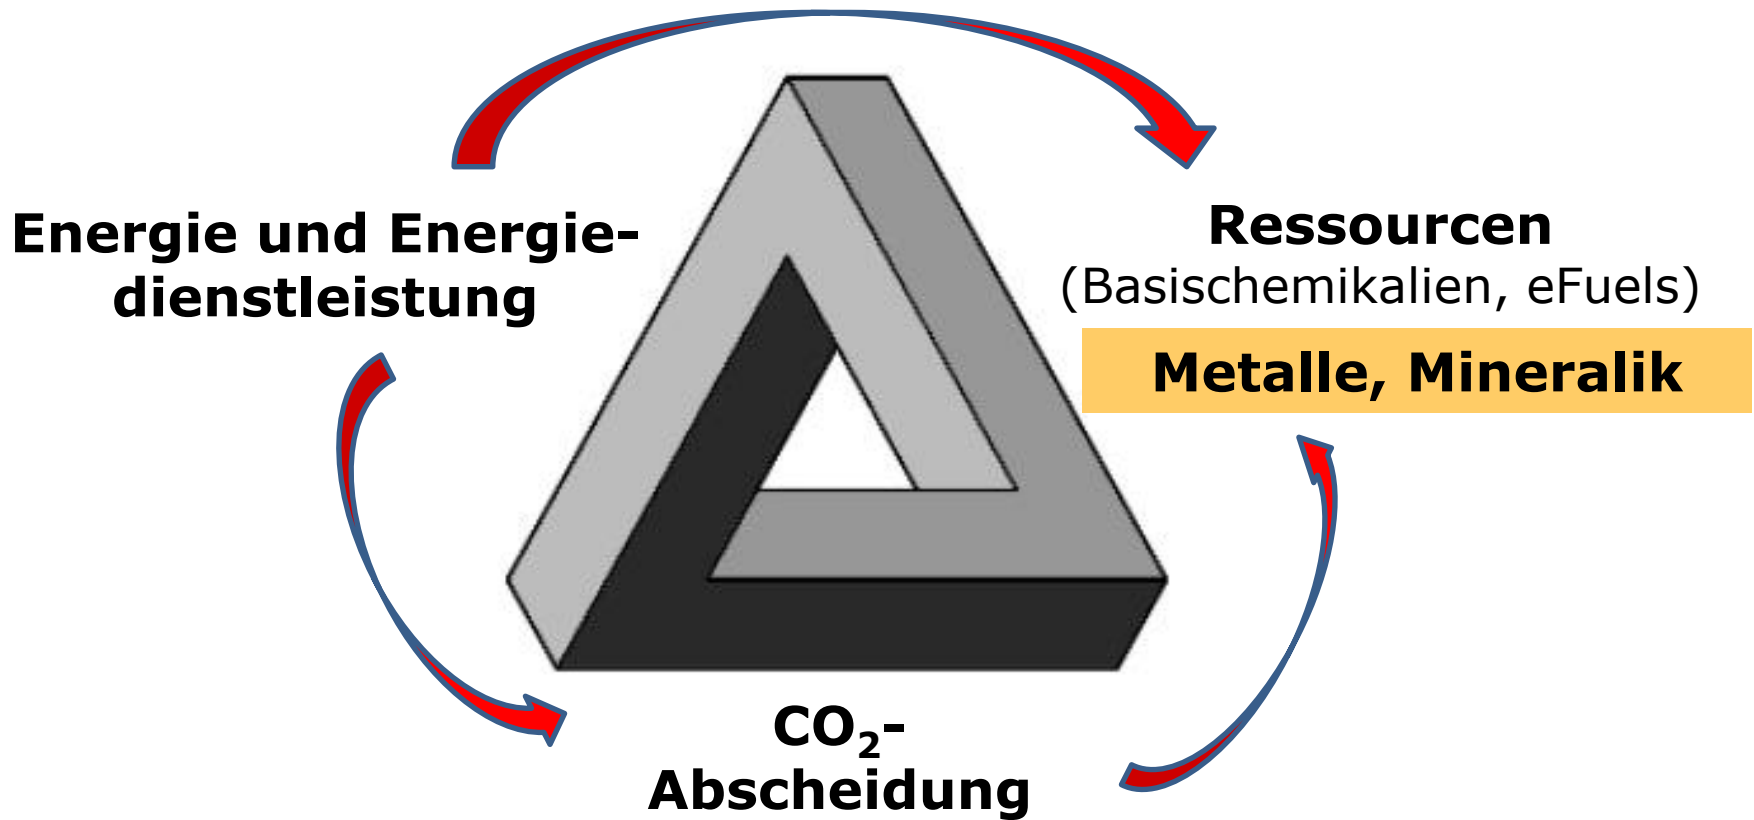 Energie und Energie-
dienstleistung
Ressourcen
(Basischemikalien, eFuels)
Metalle, Mineralik
CO₂-
Abscheidung